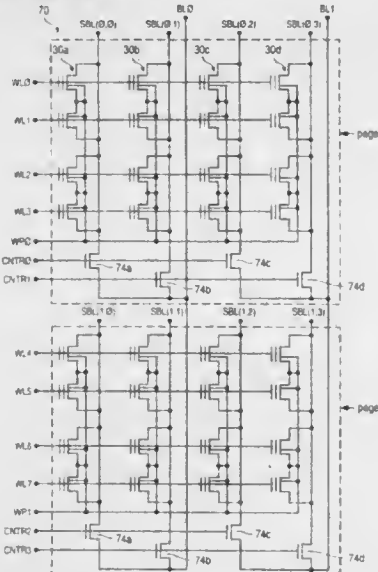 BL0 BL1
70 SBL(0,0) SBL(0,1) SBL(0,2) SBL(0,3)
30a 30b 30c 30d
WL0
WL1
page
WL2
WL3
WP0
CNTR0 74a 74c
CNTR1 74b 74d
SBL(1,0) SBL(1,1) SBL(1,2) SBL(1,3)
WL4
WL5
page
WL6
WL7
WP1
CNTR2 74a 74c
CNTR3 74b 74d